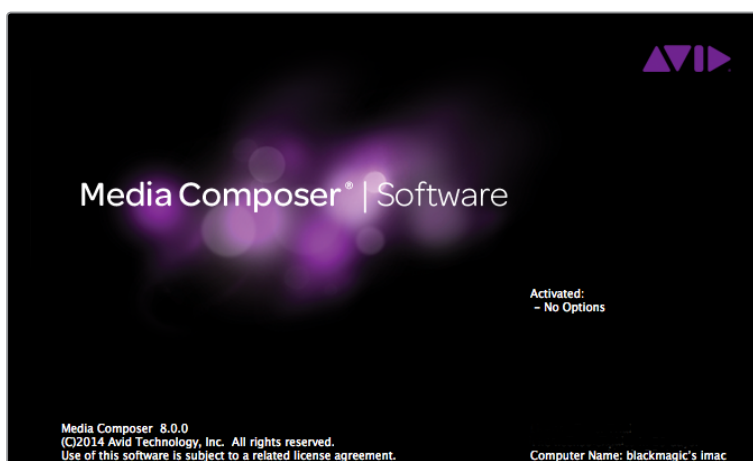 AVID
Media Composer® | Software
Activated:
– No Options
Media Composer 8.0.0
(C)2014 Avid Technology, Inc. All rights reserved.
Use of this software is subject to a related license agreement.
Computer Name: blackmagic's imac